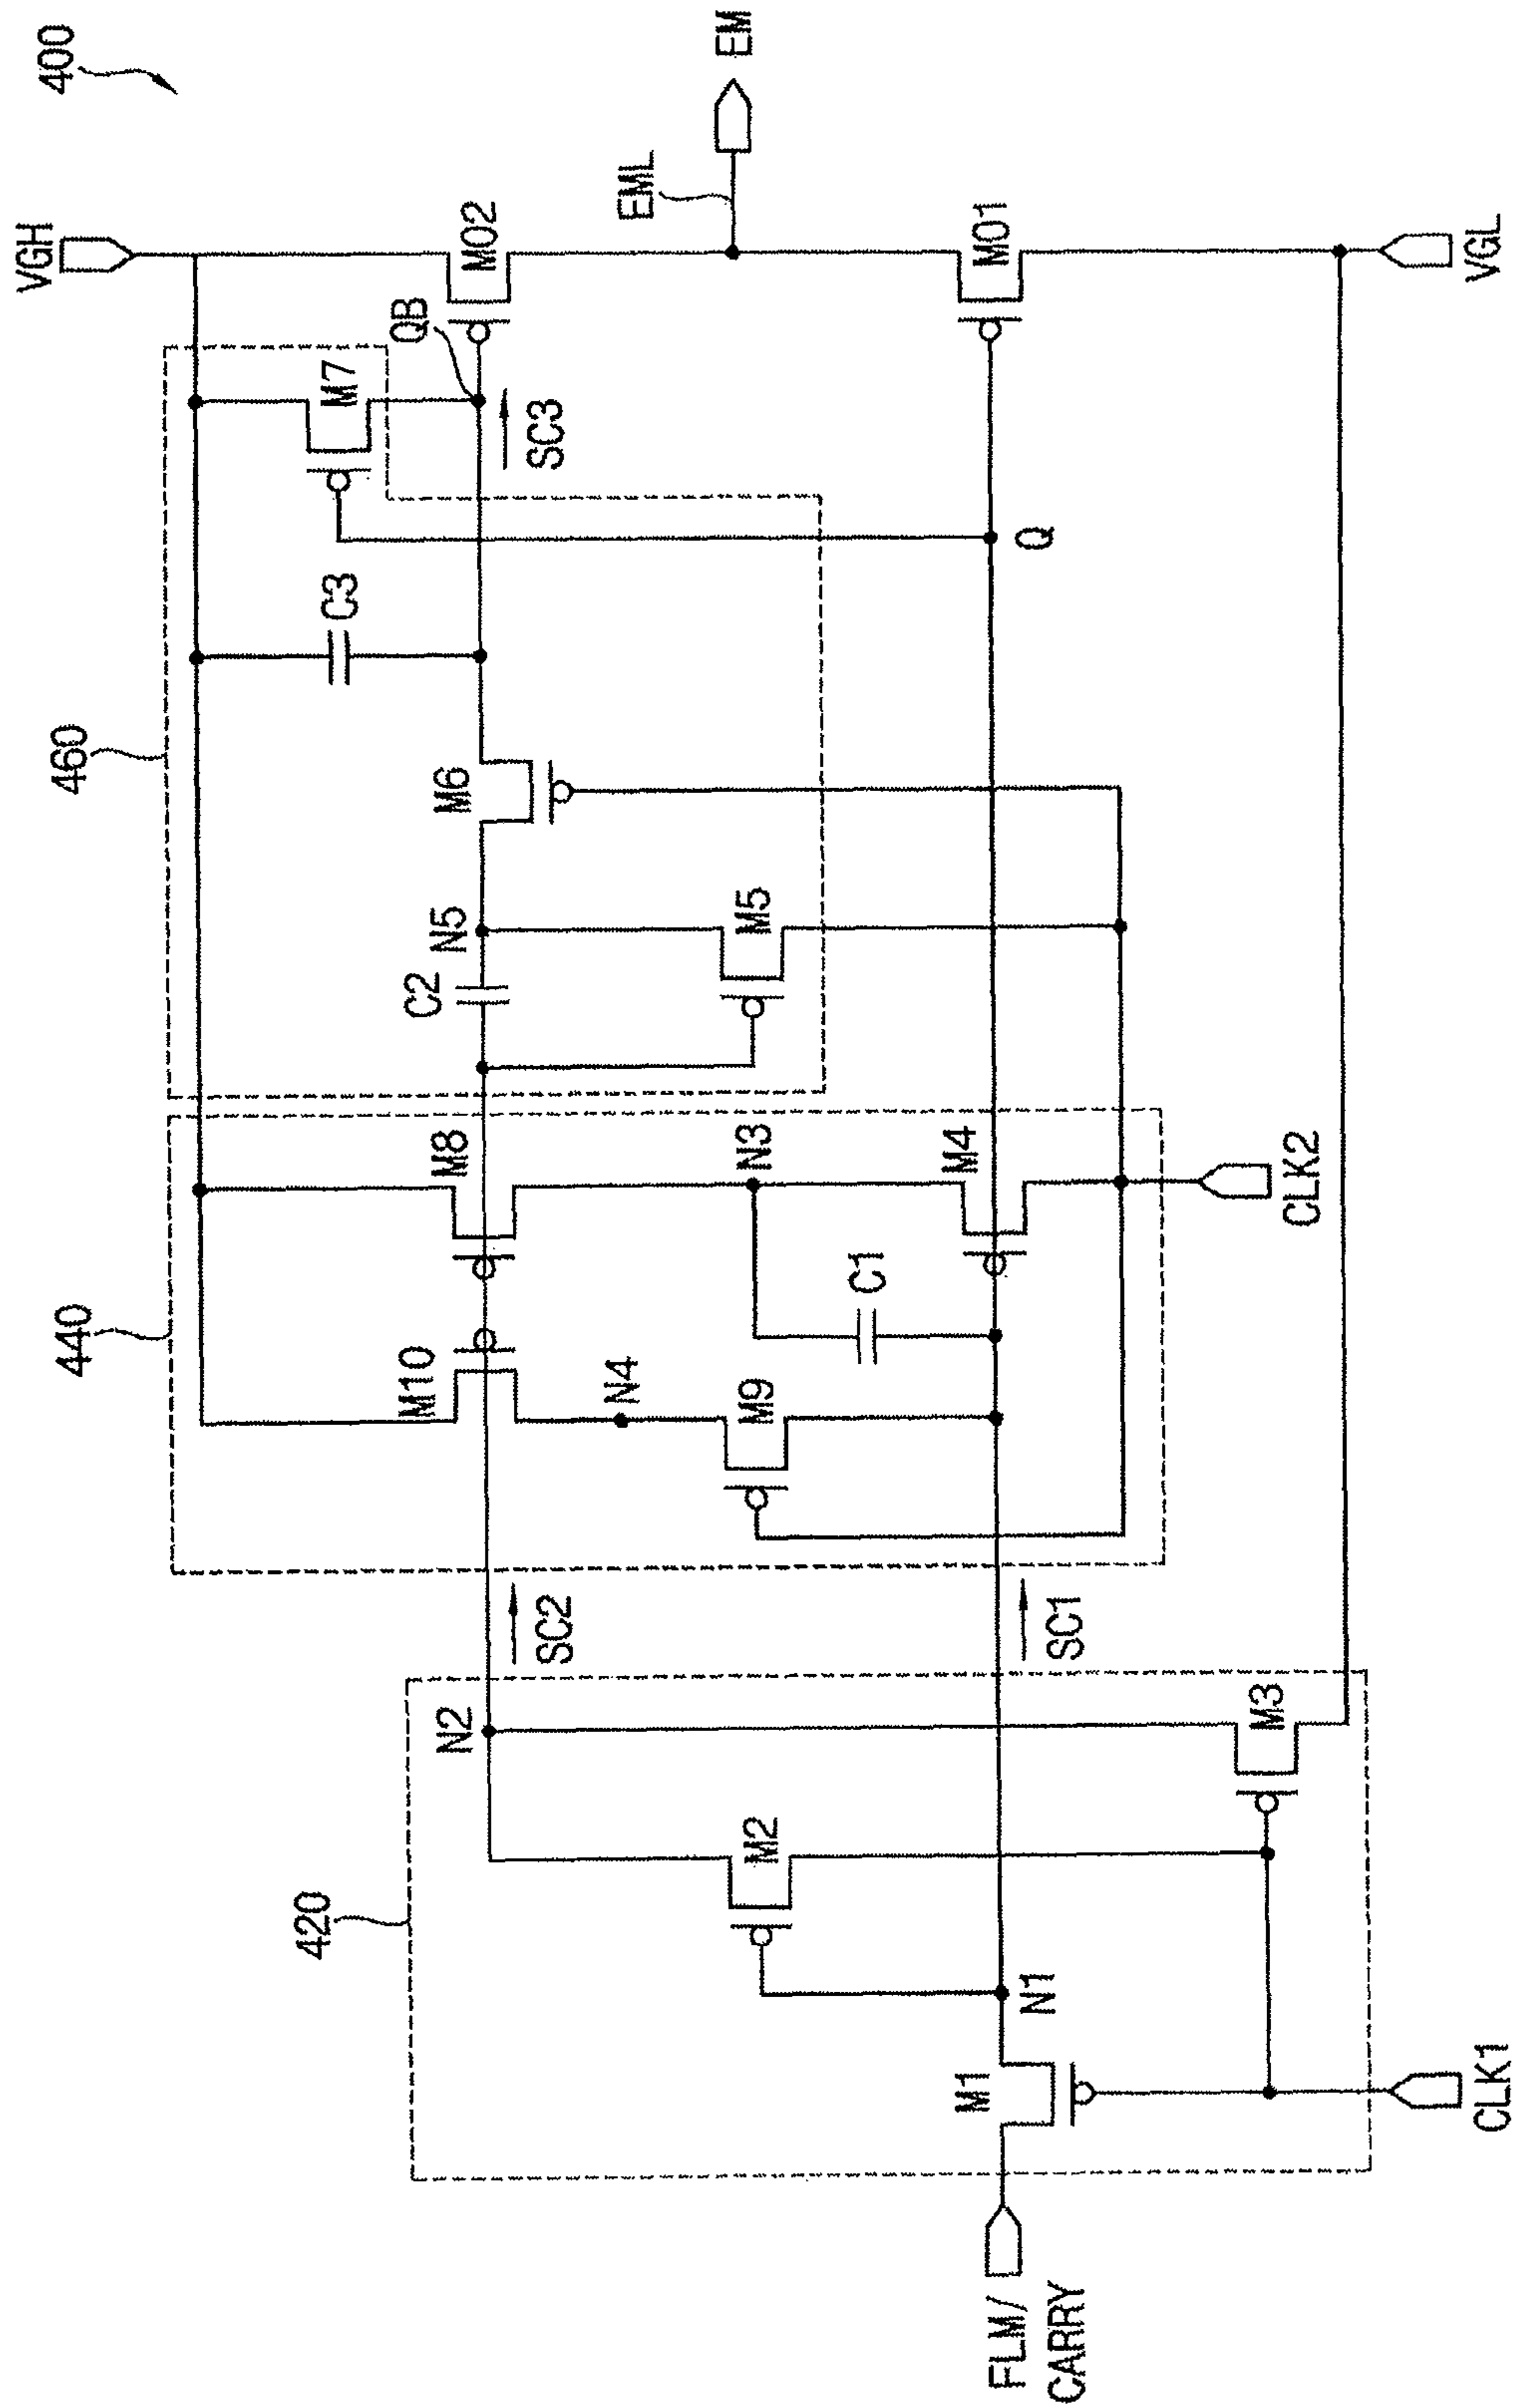 400
VGH
EML
EM
M02
M01
VGL
QB
M7
SC3
Q
C3
460
M6
N5
C2
M5
M8
N3
M4
CLK2
440
M10
N4
M9
C1
SC2
SC1
N2
M3
M2
420
N1
M1
CLK1
FLM/
CARRY